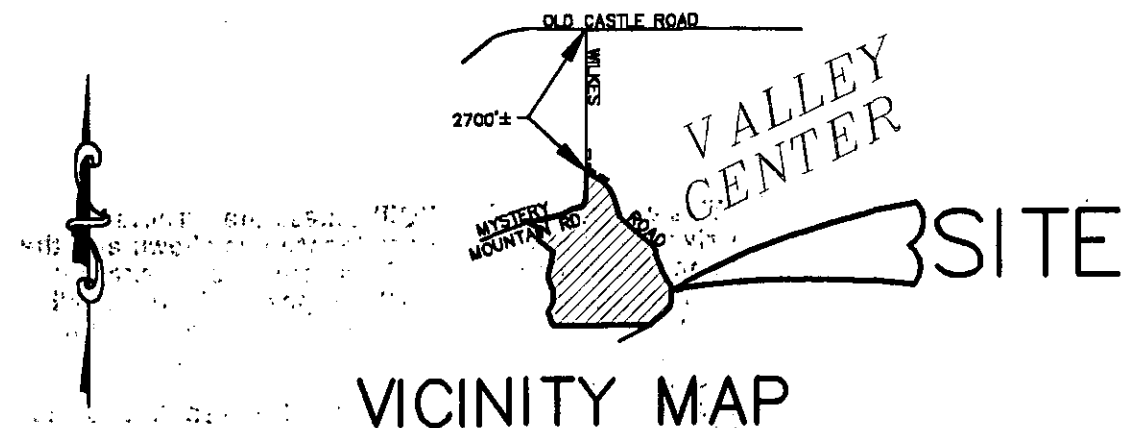 OLD CASTLE ROAD
WILKES
2700'±
VALLEY
CENTER
MYSTERY
MOUNTAIN RD.
ROAD
SITE
VICINITY MAP